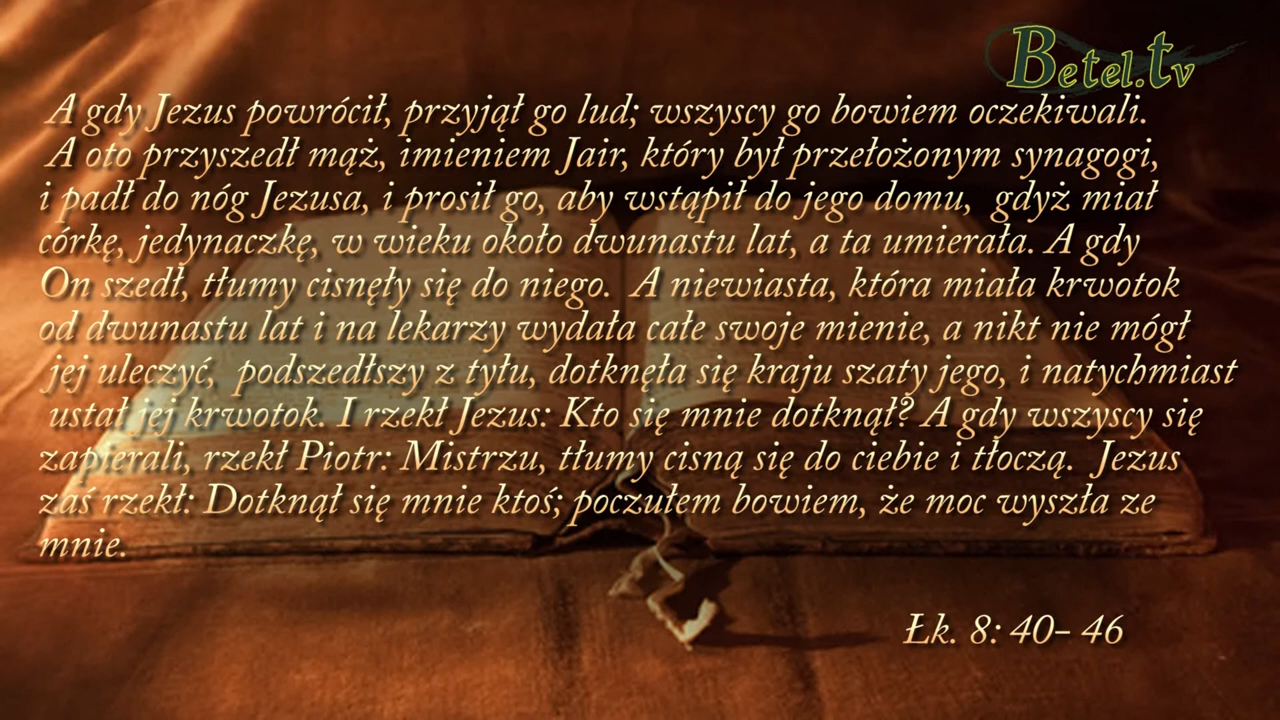 Betel.tv
A gdy Jezus powrócił, przyjął go lud; wszyscy go bowiem oczekiwali.
A oto przyszedł mąż, imieniem Jair, który był przełożonym synagogi,
i padł do nóg Jezusa, i prosił go, aby wstąpił do jego domu, gdyż miał
córkę, jedynaczkę, w wieku około dwunastu lat, a ta umierała. A gdy
On szedł, tłumy cisnęły się do niego. A niewiasta, która miała krwotok
od dwunastu lat i na lekarzy wydała całe swoje mienie, a nikt nie mógł
jej uleczyć, podszedłszy z tyłu, dotknęła się kraju szaty jego, i natychmiast
ustał jej krwotok. I rzekł Jezus: Kto się mnie dotknął? A gdy wszyscy się
zapierali, rzekł Piotr: Mistrzu, tłumy cisną się do ciebie i tłoczą. Jezus
zaś rzekł: Dotknął się mnie ktoś; poczułem bowiem, że moc wyszła ze
mnie.
Łk. 8: 40- 46